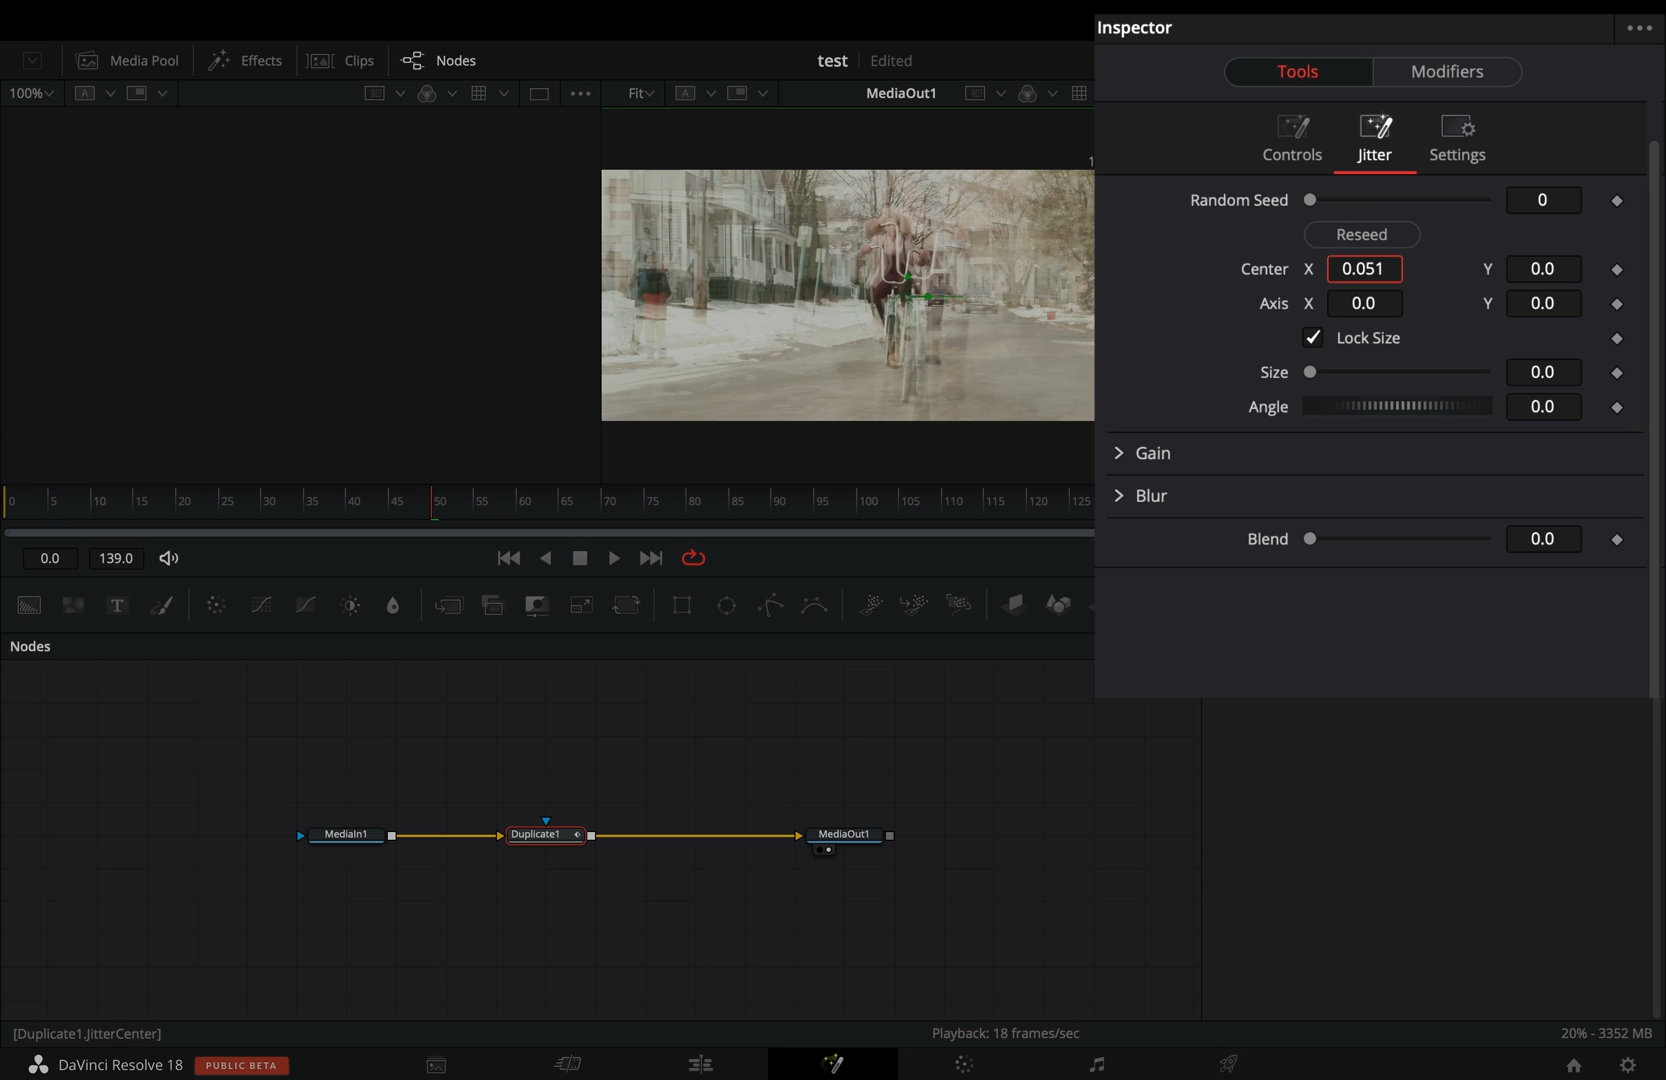 Inspector
Media Pool Effects Clips Nodes test Edited
Tools Modifiers
100% A Fit A MediaOut1
Controls Jitter Settings
1
Random Seed 0
Reseed
Center X 0.051 Y 0.0
Axis X 0.0 Y 0.0
Lock Size
Size 0.0
Angle 0.0
Gain
Blur
0 5 10 15 20 25 30 35 40 45 50 55 60 65 70 75 80 85 90 95 100 105 110 115 120 125
Blend 0.0
0.0 139.0
T
Nodes
MediaIn1 Duplicate1 MediaOut1
[Duplicate1.JitterCenter] Playback: 18 frames/sec 20% - 3352 MB
DaVinci Resolve 18 PUBLIC BETA